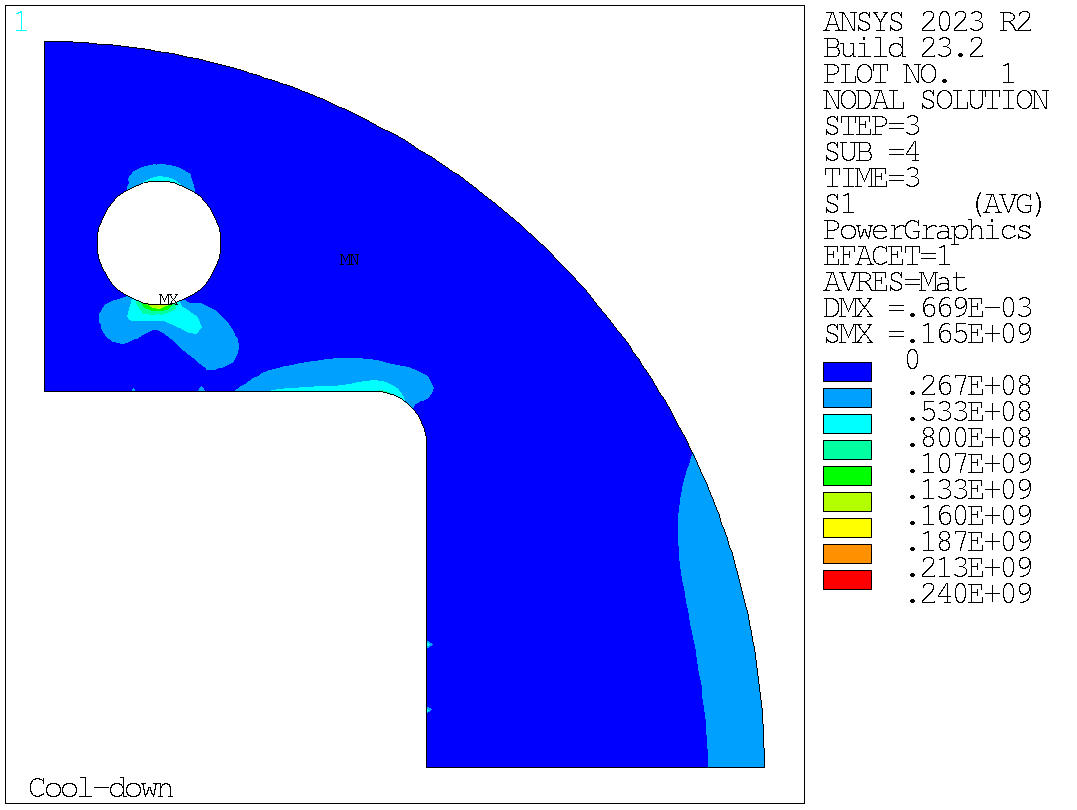 1
ANSYS 2023 R2
Build 23.2
PLOT NO. 1
NODAL SOLUTION
STEP=3
SUB =4
TIME=3
S1 (AVG)
PowerGraphics
EFACET=1
AVRES=Mat
DMX =.669E-03
SMX =.165E+09
0
.267E+08
.533E+08
.800E+08
.107E+09
.133E+09
.160E+09
.187E+09
.213E+09
.240E+09
MN
MX
Cool-down